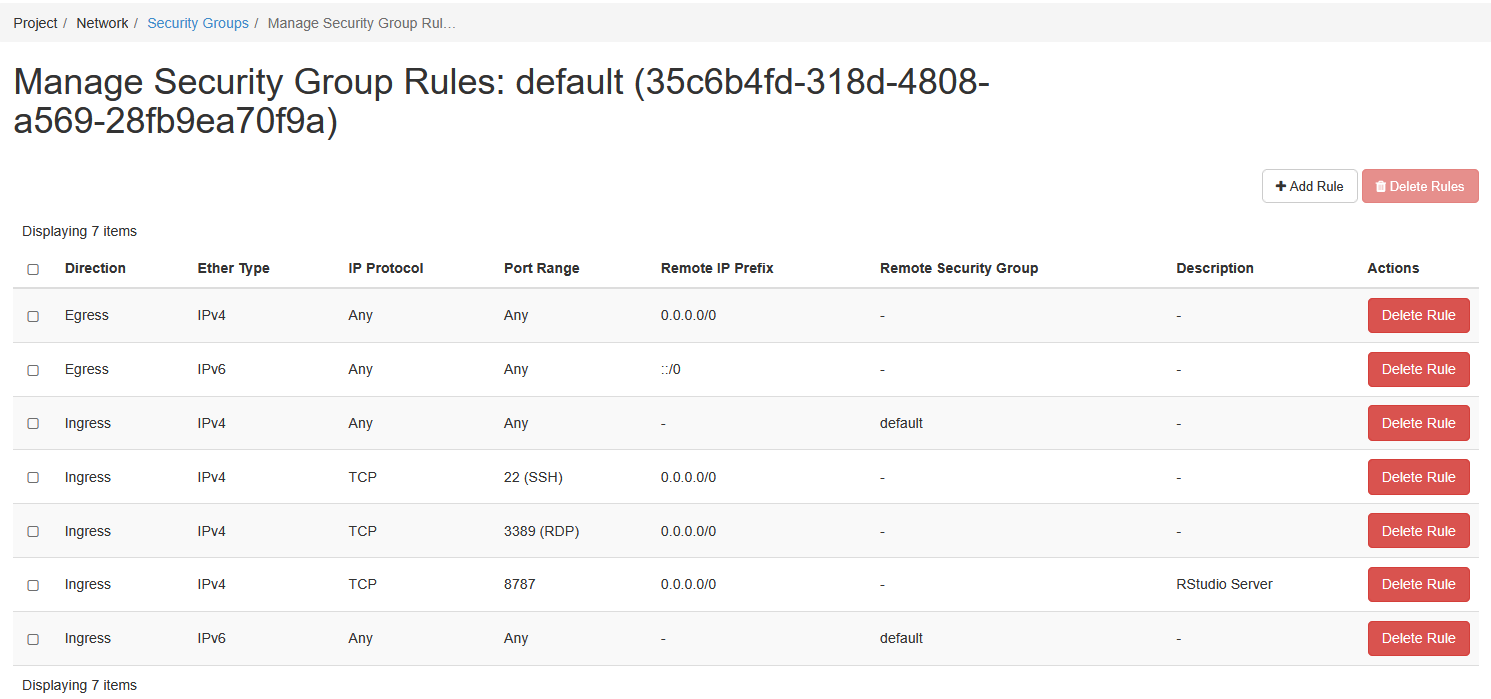 Project / Network / Security Groups / Manage Security Group Rul...
Manage Security Group Rules: default (35c6b4fd-318d-4808-
a569-28fb9ea70f9a)
Add Rule Delete Rules
Displaying 7 items
Direction Ether Type IP Protocol Port Range Remote IP Prefix Remote Security Group Description Actions
Egress IPv4 Any Any 0.0.0.0/0 - - Delete Rule
Egress IPv6 Any Any ::/0 - - Delete Rule
Ingress IPv4 Any Any - default - Delete Rule
Ingress IPv4 TCP 22 (SSH) 0.0.0.0/0 - - Delete Rule
Ingress IPv4 TCP 3389 (RDP) 0.0.0.0/0 - - Delete Rule
Ingress IPv4 TCP 8787 0.0.0.0/0 - RStudio Server Delete Rule
Ingress IPv6 Any Any - default - Delete Rule
Displaying 7 items